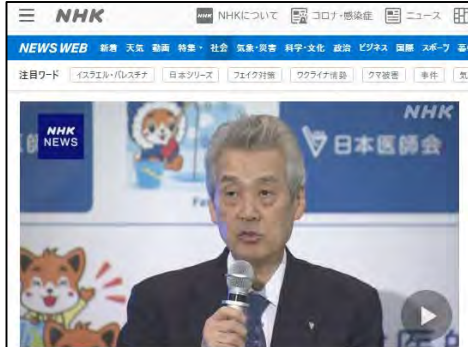 NHK NHKについて コロナ・感染症 ニュース
NEWS WEB 新着 天気 動画 特集 社会 気象・災害 科学・文化 政治 ビジネス 国際 スポーツ
注目ワード イスラエル・パレスチナ 日本シリーズ フェイク対策 ウクライナ情勢 クマ被害 事件 気
NHK
NHK
NEWS
日本医師会